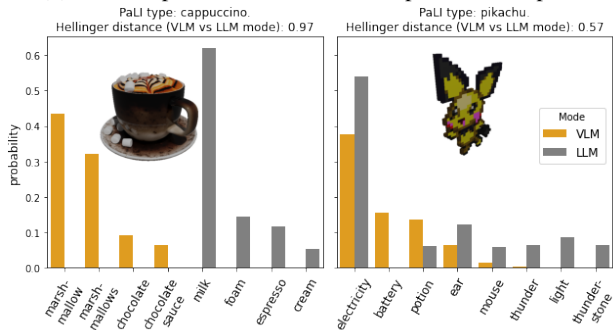 PaLI type: cappuccino.
Hellinger distance (VLM vs LLM mode): 0.97
probability
0.6
0.5
0.4
0.3
0.2
0.1
0.0
marsh-
mallow
marsh-
mallows
chocolate
chocolate
sauce
milk
foam
espresso
cream
PaLI type: pikachu.
Hellinger distance (VLM vs LLM mode): 0.57
Mode
VLM
LLM
electricity
battery
potion
ear
mouse
thunder
light
thunder-
stone